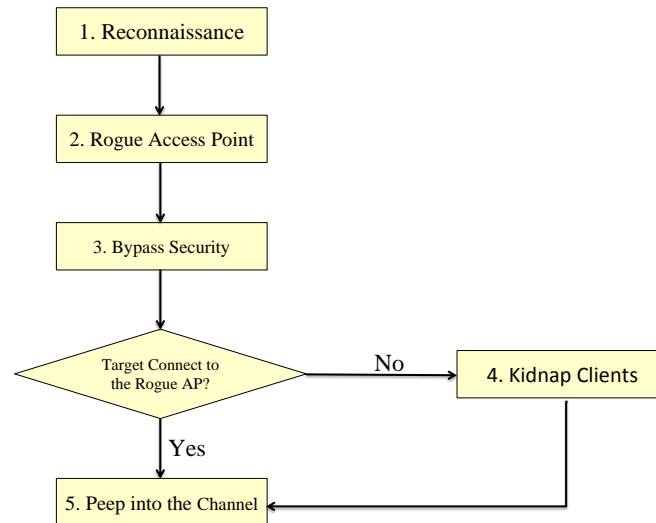 1. Reconnaissance
2. Rogue Access Point
3. Bypass Security
Target Connect to
the Rogue AP?
No
4. Kidnap Clients
Yes
5. Peep into the Channel